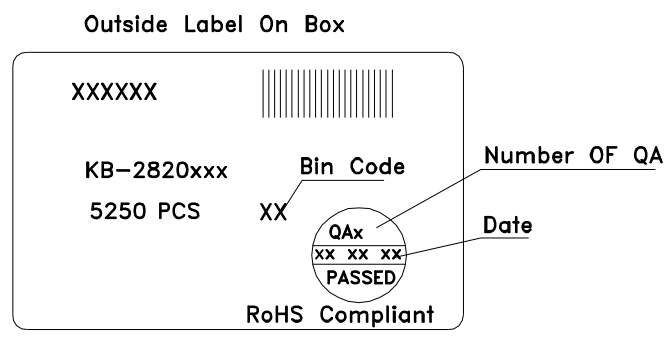 Outside Label On Box
XXXXXX
KB-2820xxx
Bin Code
Number OF QA
5250 PCS
XX
QAx
Date
xx xx xx
PASSED
RoHS Compliant